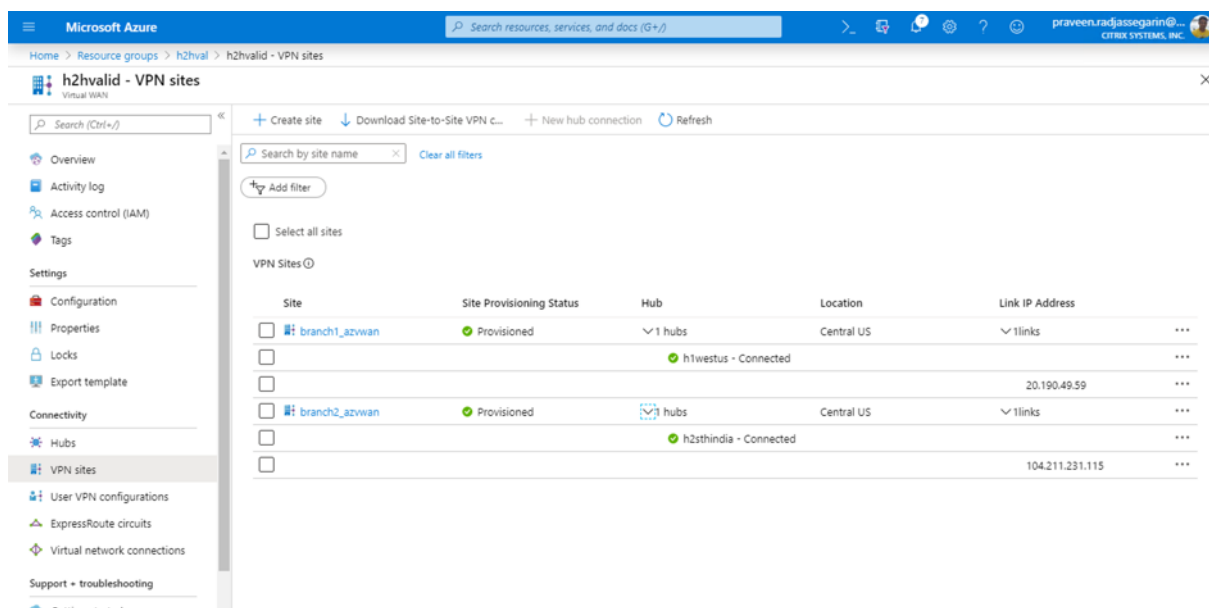 Microsoft Azure
Search resources, services, and docs (G+/)
7
praveen.radjassegarin@...
CITRIX SYSTEMS, INC.
Home > Resource groups > h2hval > h2hvalid - VPN sites
h2hvalid - VPN sites
Virtual WAN
Search (Ctrl+/)
Overview
Activity log
Access control (IAM)
Tags
Settings
Configuration
Properties
Locks
Export template
Connectivity
Hubs
VPN sites
User VPN configurations
ExpressRoute circuits
Virtual network connections
Support + troubleshooting
Create site
Download Site-to-Site VPN c...
New hub connection
Refresh
Search by site name
Clear all filters
Add filter
Select all sites
VPN Sites
Site Site Provisioning Status Hub Location Link IP Address
branch1_azvwan Provisioned 1 hubs Central US 1links ...
h1westus - Connected ...
20.190.49.59 ...
branch2_azvwan Provisioned 1 hubs Central US 1links ...
h2sthindia - Connected ...
104.211.231.115 ...